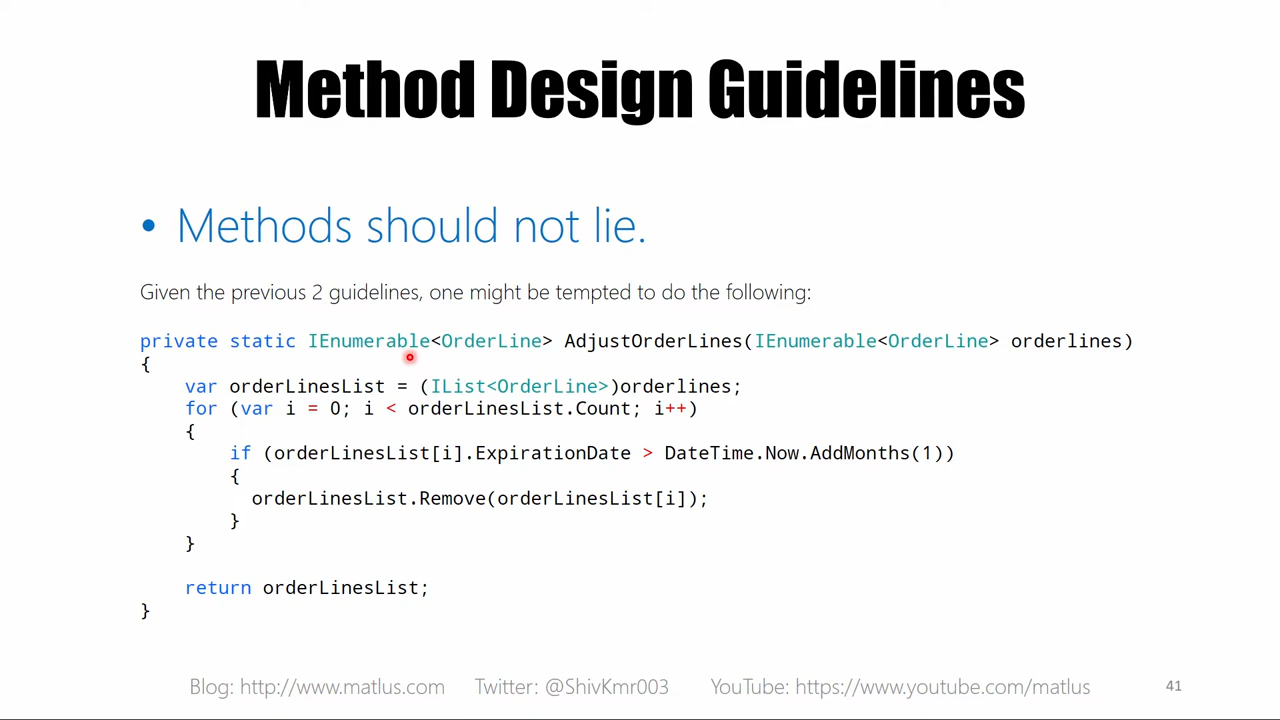 Method Design Guidelines
• Methods should not lie.
Given the previous 2 guidelines, one might be tempted to do the following:
private static IEnumerable<OrderLine> AdjustOrderLines(IEnumerable<OrderLine> orderlines)
{
    var orderLinesList = (IList<OrderLine>)orderlines;
    for (var i = 0; i < orderLinesList.Count; i++)
    {
        if (orderLinesList[i].ExpirationDate > DateTime.Now.AddMonths(1))
        {
          orderLinesList.Remove(orderLinesList[i]);
        }
    }
    return orderLinesList;
}
Blog: http://www.matlus.com Twitter: @ShivKmr003 YouTube: https://www.youtube.com/matlus 41